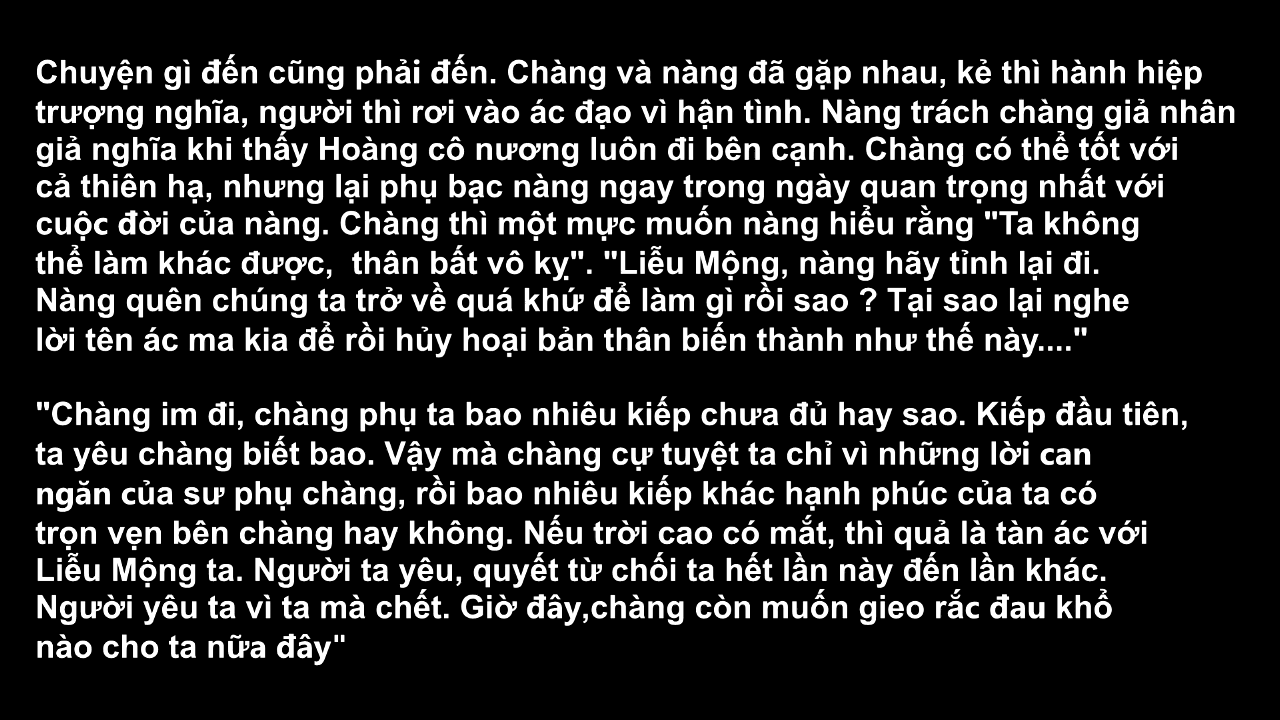 Chuyện gì đến cũng phải đến. Chàng và nàng đã gặp nhau, kẻ thì hành hiệp
trượng nghĩa, người thì rơi vào ác đạo vì hận tình. Nàng trách chàng giả nhân
giả nghĩa khi thấy Hoàng cô nương luôn đi bên cạnh. Chàng có thể tốt với
cả thiên hạ, nhưng lại phụ bạc nàng ngay trong ngày quan trọng nhất với
cuộc đời của nàng. Chàng thì một mực muốn nàng hiểu rằng "Ta không
thể làm khác được,  thân bất vô kỵ". "Liễu Mộng, nàng hãy tỉnh lại đi.
Nàng quên chúng ta trở về quá khứ để làm gì rồi sao ? Tại sao lại nghe
lời tên ác ma kia để rồi hủy hoại bản thân biến thành như thế này...."
"Chàng im đi, chàng phụ ta bao nhiêu kiếp chưa đủ hay sao. Kiếp đầu tiên,
ta yêu chàng biết bao. Vậy mà chàng cự tuyệt ta chỉ vì những lời can
ngăn của sư phụ chàng, rồi bao nhiêu kiếp khác hạnh phúc của ta có
trọn vẹn bên chàng hay không. Nếu trời cao có mắt, thì quả là tàn ác với
Liễu Mộng ta. Người ta yêu, quyết từ chối ta hết lần này đến lần khác.
Người yêu ta vì ta mà chết. Giờ đây,chàng còn muốn gieo rắc đau khổ
nào cho ta nữa đây"